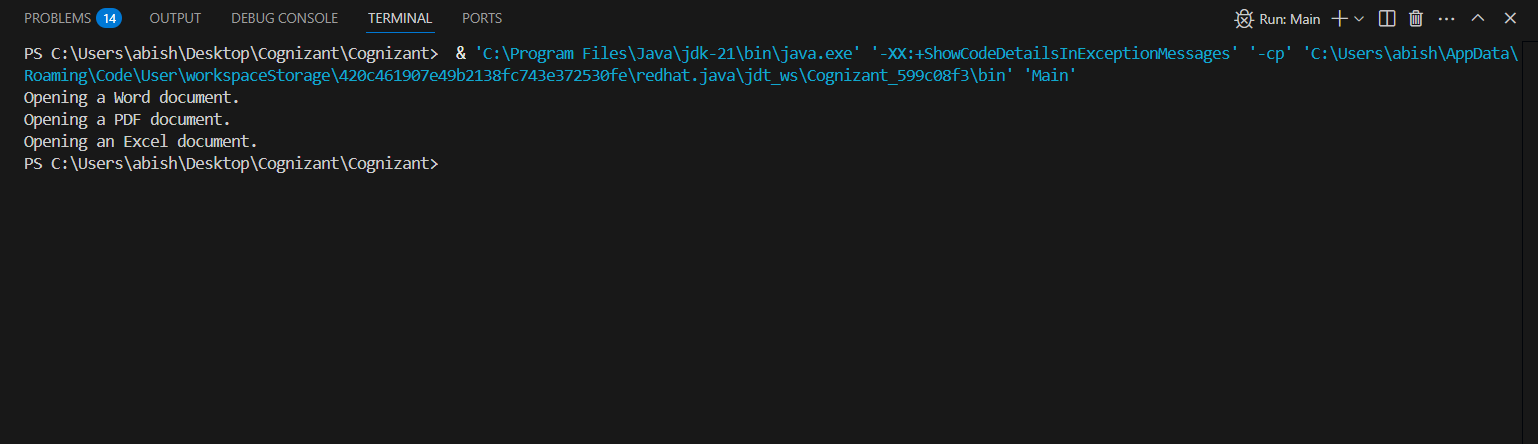 PROBLEMS 14 OUTPUT DEBUG CONSOLE TERMINAL PORTS Run: Main
PS C:\Users\abish\Desktop\Cognizant\Cognizant>  & 'C:\Program Files\Java\jdk-21\bin\java.exe' '-XX:+ShowCodeDetailsInExceptionMessages' '-cp' 'C:\Users\abish\AppData\
Roaming\Code\User\workspaceStorage\420c461907e49b2138fc743e372530fe\redhat.java\jdt_ws\Cognizant_599c08f3\bin' 'Main'
Opening a Word document.
Opening a PDF document.
Opening an Excel document.
PS C:\Users\abish\Desktop\Cognizant\Cognizant>